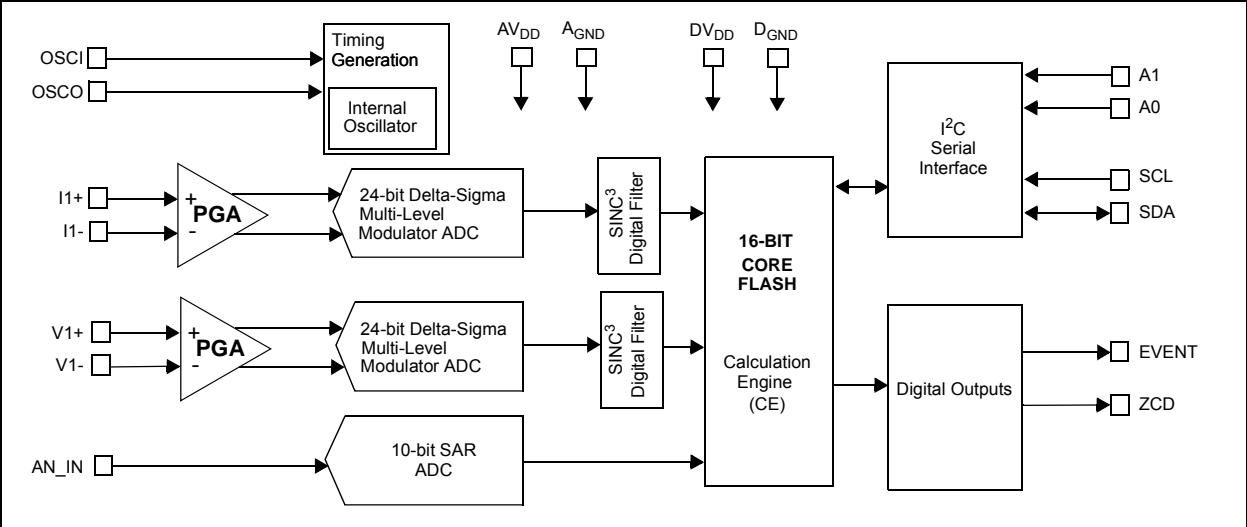 OSCI
OSCO
Timing
Generation
Internal
Oscillator
AVDD
AGND
DVDD
DGND
I1+
I1-
+
PGA
-
24-bit Delta-Sigma
Multi-Level
Modulator ADC
SINC3
Digital Filter
V1+
V1-
+
PGA
-
24-bit Delta-Sigma
Multi-Level
Modulator ADC
SINC3
Digital Filter
AN_IN
10-bit SAR
ADC
16-BIT
CORE
FLASH
Calculation
Engine
(CE)
I2C
Serial
Interface
A1
A0
SCL
SDA
Digital Outputs
EVENT
ZCD